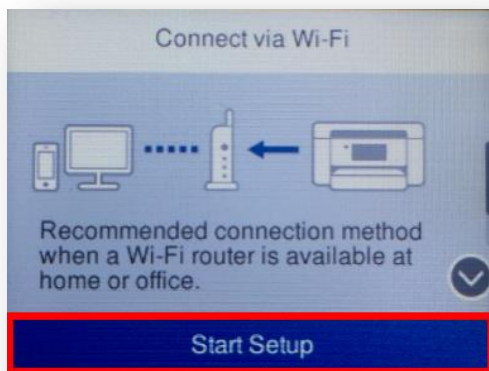 Connect via Wi-Fi
Recommended connection method
when a Wi-Fi router is available at
home or office.
Start Setup